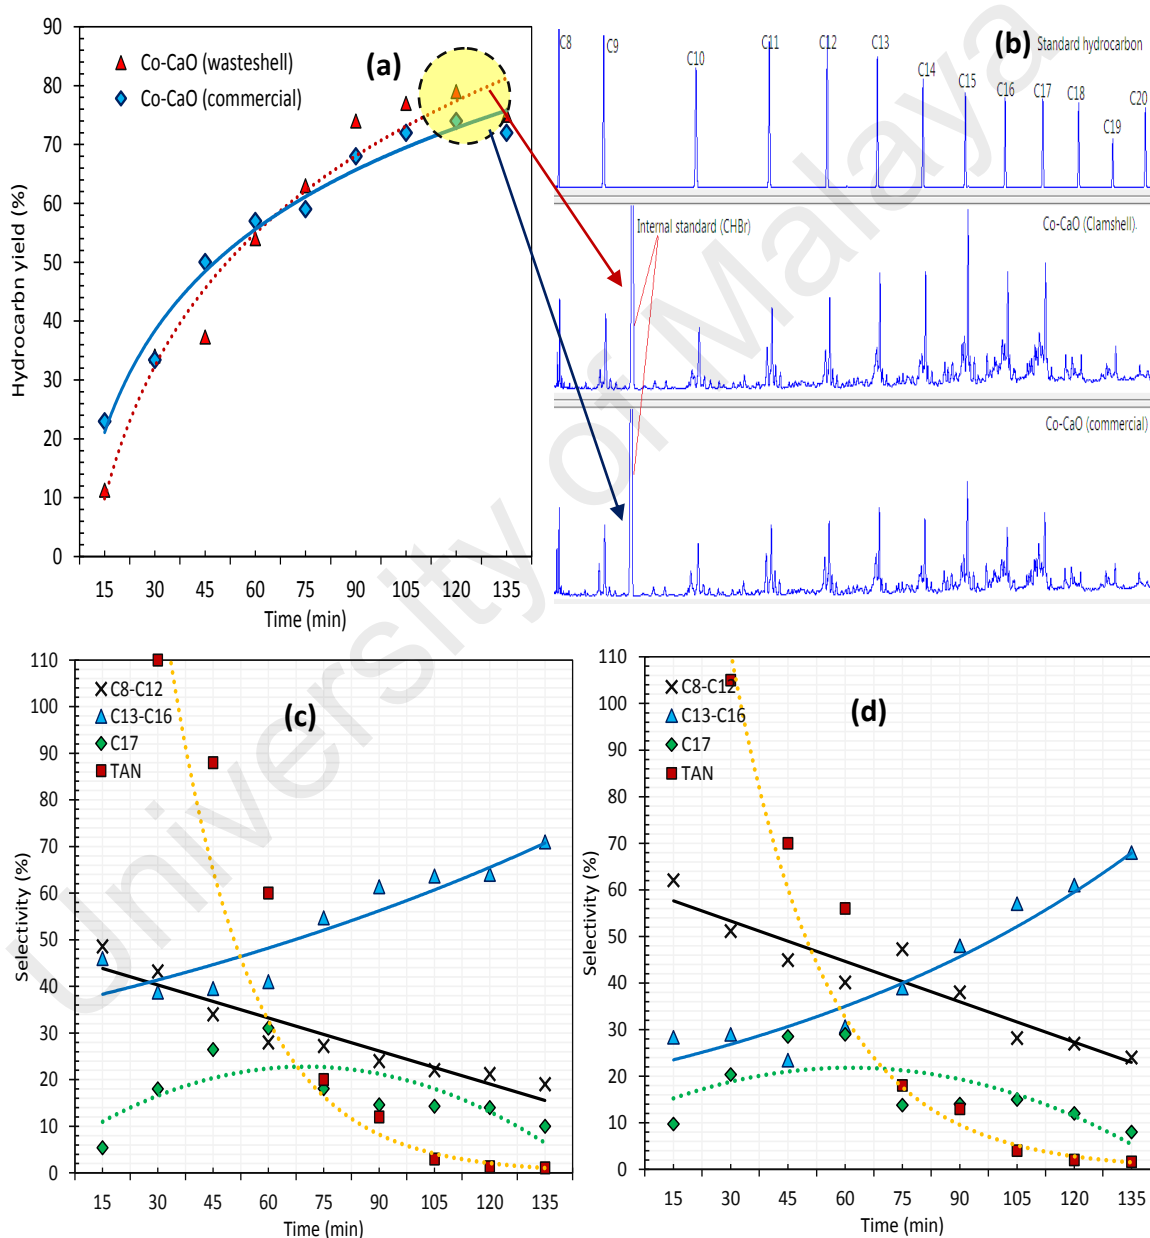 90
80
70
60
50
40
30
20
10
0
Hydrocarbn yield (%)
Co-CaO (wasteshell)
Co-CaO (commercial)
(a)
15 30 45 60 75 90 105 120 135
Time (min)
(b)
Standard hydrocarbon
C8 C9 C10 C11 C12 C13 C14 C15 C16 C17 C18 C19 C20
Internal standard (CHBr)
Co-CaO (Clamshell).
Co-CaO (commercial)
110
100
90
80
70
60
50
40
30
20
10
0
Selectivity (%)
C8-C12
C13-C16
C17
TAN
(c)
15 30 45 60 75 90 105 120 135
Time (min)
110
100
90
80
70
60
50
40
30
20
10
0
Selectivity (%)
C8-C12
C13-C16
C17
TAN
(d)
15 30 45 60 75 90 105 120 135
Time (min)
University of Malaya